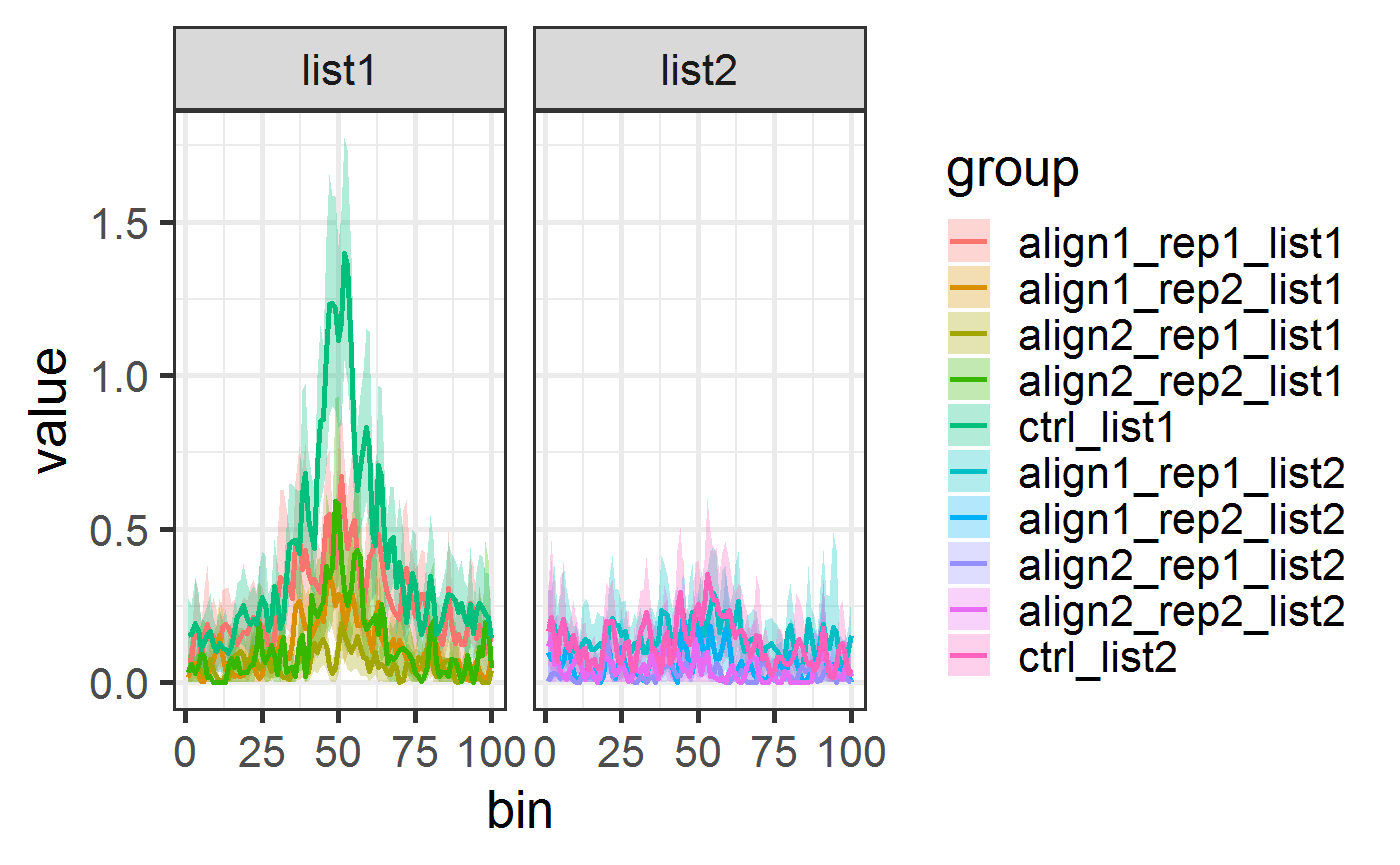 list1
list2
value
1.5
1.0
0.5
0.0
0 25 50 75 100
0 25 50 75 100
bin
group
align1_rep1_list1
align1_rep2_list1
align2_rep1_list1
align2_rep2_list1
ctrl_list1
align1_rep1_list2
align1_rep2_list2
align2_rep1_list2
align2_rep2_list2
ctrl_list2